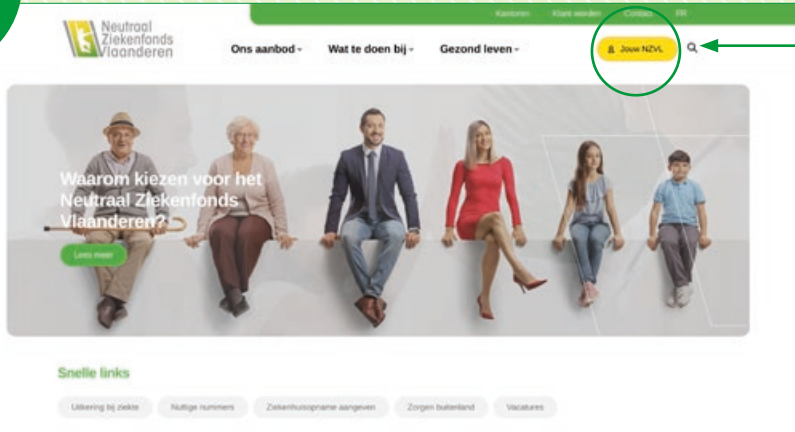 Kantoren Klant worden Contact FR
Neutraal
Ziekenfonds
Vlaanderen
Ons aanbod Wat te doen bij Gezond leven Jouw NZVL
Waarom kiezen voor het
Neutraal Ziekenfonds
Vlaanderen?
Lees meer
Snelle links
Uitkering bij ziekte Nuttige nummers Ziekenhuisopname aangeven Zorgen buitenland Vacatures